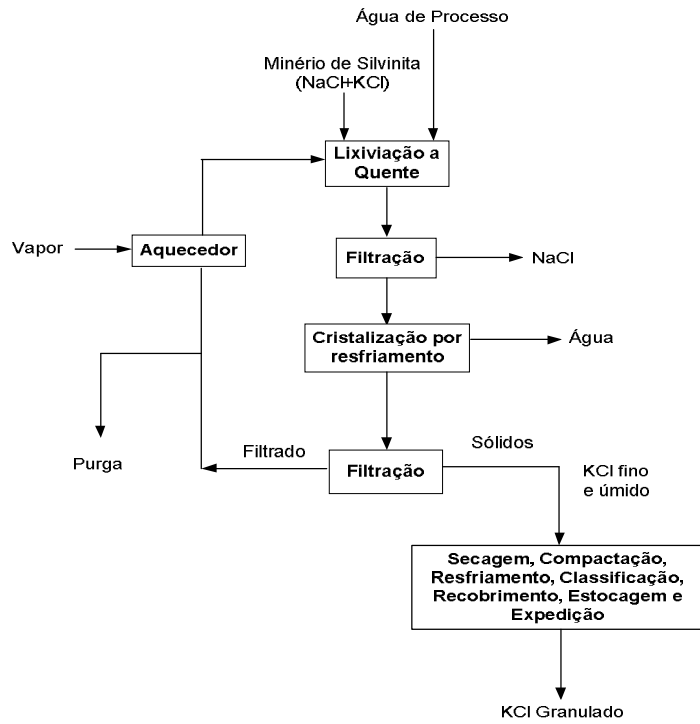 Água de Processo
Minério de Silvinita
(NaCl+KCl)
Lixiviação a
Quente
Vapor
Aquecedor
Filtração
NaCl
Cristalização por
resfriamento
Água
Purga
Filtrado
Filtração
Sólidos
KCl fino
e úmido
Secagem, Compactação,
Resfriamento, Classificação,
Recobrimento, Estocagem e
Expedição
KCl Granulado